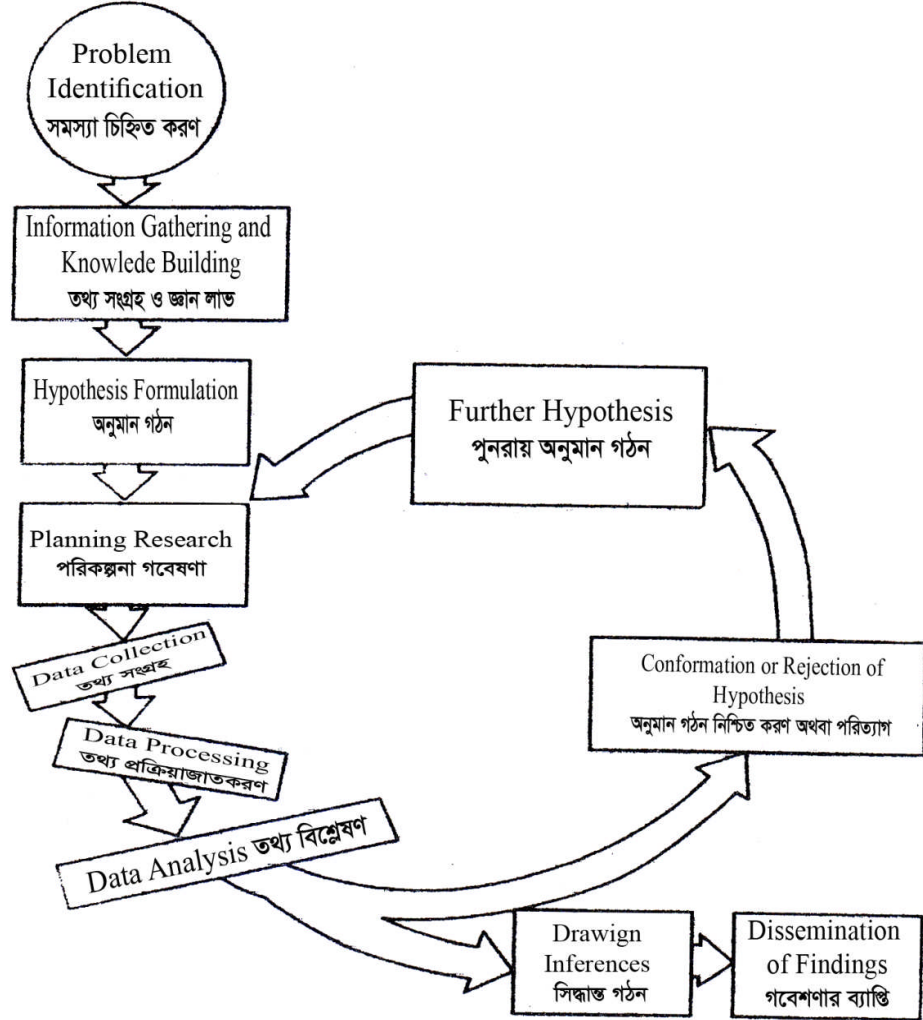 Problem
Identification
সমস্যা চিহ্নিত করণ
Information Gathering and
Knowlede Building
তথ্য সংগ্রহ ও জ্ঞান লাভ
Hypothesis Formulation
অনুমান গঠন
Further Hypothesis
পুনরায় অনুমান গঠন
Planning Research
পরিকল্পনা গবেষণা
Data Collection
তথ্য সংগ্রহ
Data Processing
তথ্য প্রক্রিয়াজাতকরণ
Data Analysis তথ্য বিশ্লেষণ
Conformation or Rejection of
Hypothesis
অনুমান গঠন নিশ্চিত করণ অথবা পরিত্যাগ
Drawign
Inferences
সিদ্ধান্ত গঠন
Dissemination
of Findings
গবেশণার ব্যাপ্তি